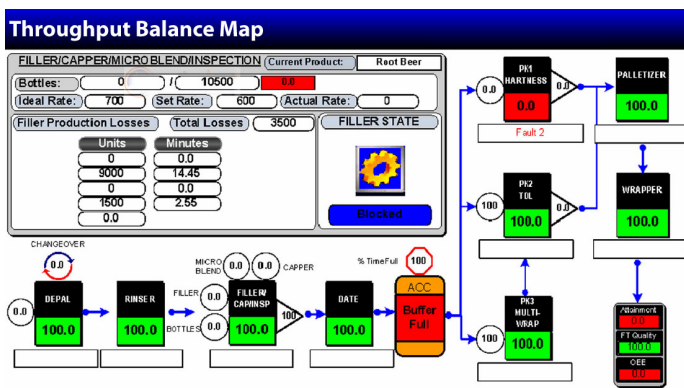 Throughput Balance Map
FILLER/CAPPER/MICRO BLEND/INSPECTION
Current Product:
Root Beer
Bottles:
0
/
10500
0.0
Ideal Rate:
700
Set Rate:
600
Actual Rate:
0
Filler Production Losses
Total Losses
3500
Units
Minutes
0
0.0
9000
14.45
0
0.0
1500
2.55
0.0
FILLER STATE
Blocked
0.0
PK1
HARTNESS
0.0
0.0
Fault 2
PALLETIZER
100.0
100
PK2
TOL
100.0
0.0
WRAPPER
100.0
CHANGEOVER
0.0
0.0
DEPAL
100.0
RINSER
100.0
MICRO
BLEND
0.0
0.0
CAPPER
FILLER
0.0
BOTTLES
0.0
FILLER/
CAP/INSP
100.0
100
DATE
100.0
% TimeFull
100
ACC
Buffer
Full
100
PK3
MULTI-
WRAP
100.0
Attainment
0.0
FT Quality
100.0
OEE
0.0